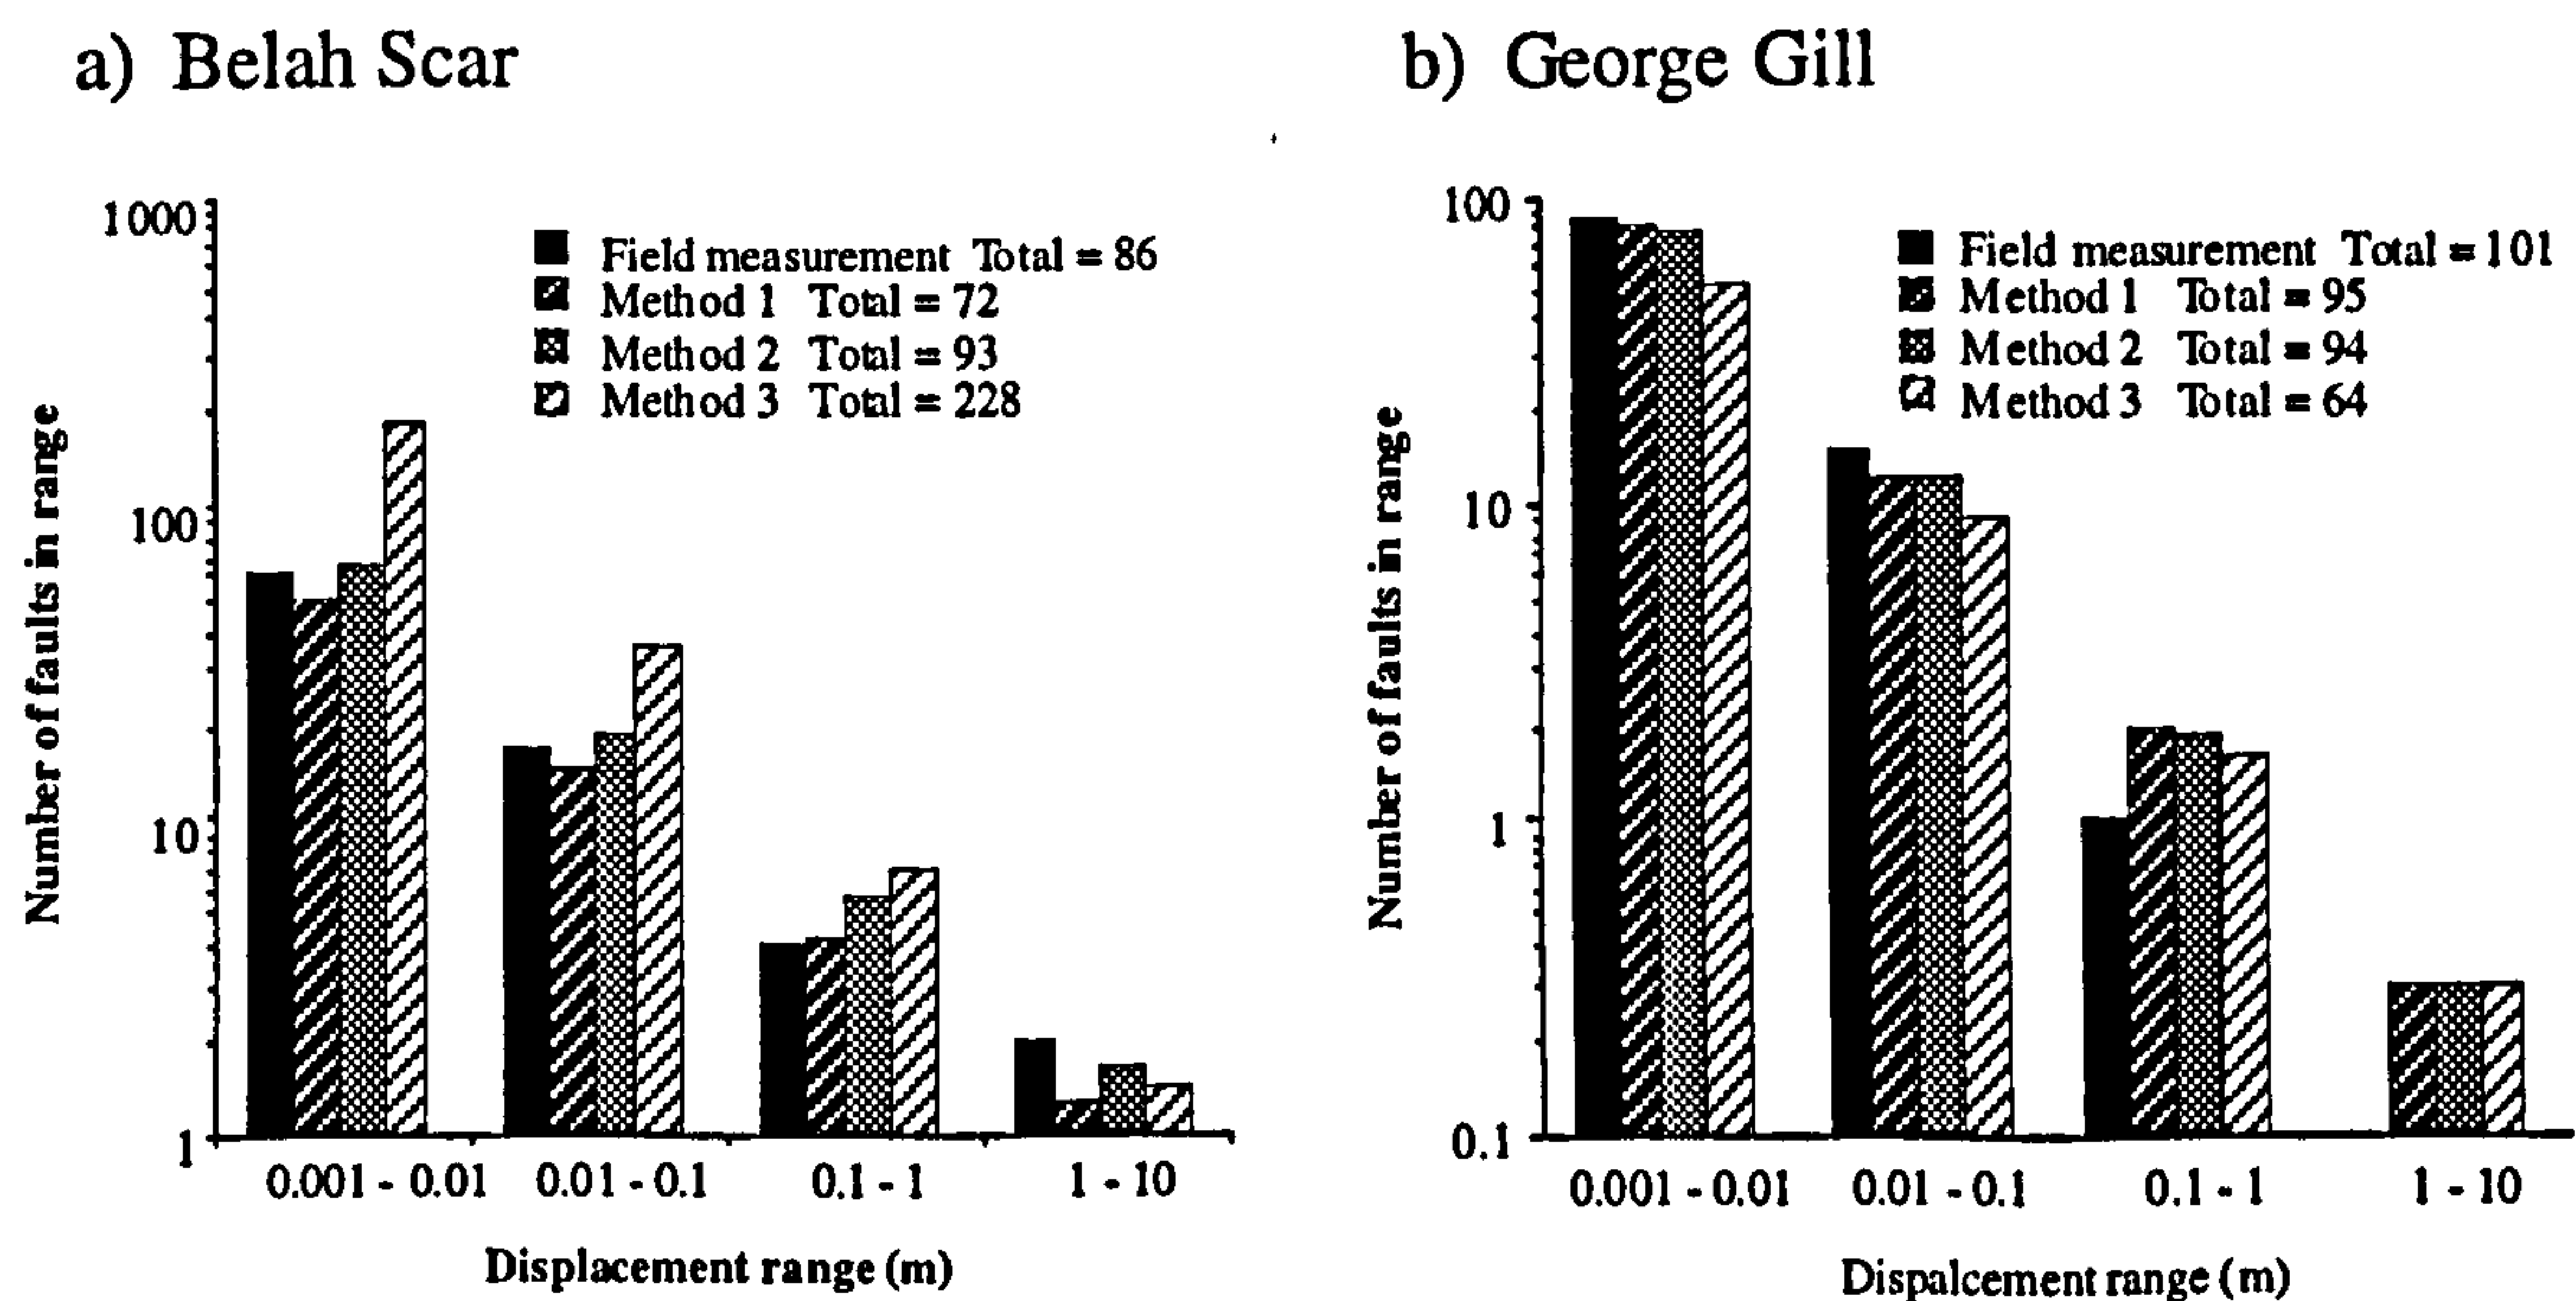 a) Belah Scar
1000
100
10
1
Number of faults in range
Field measurement Total = 86
Method 1 Total = 72
Method 2 Total = 93
Method 3 Total = 228
0.001 - 0.01 0.01 - 0.1 0.1 - 1 1 - 10
Displacement range (m)
b) George Gill
100
10
1
0.1
Number of faults in range
Field measurement Total = 101
Method 1 Total = 95
Method 2 Total = 94
Method 3 Total = 64
0.001 - 0.01 0.01 - 0.1 0.1 - 1 1 - 10
Dispalcement range (m)